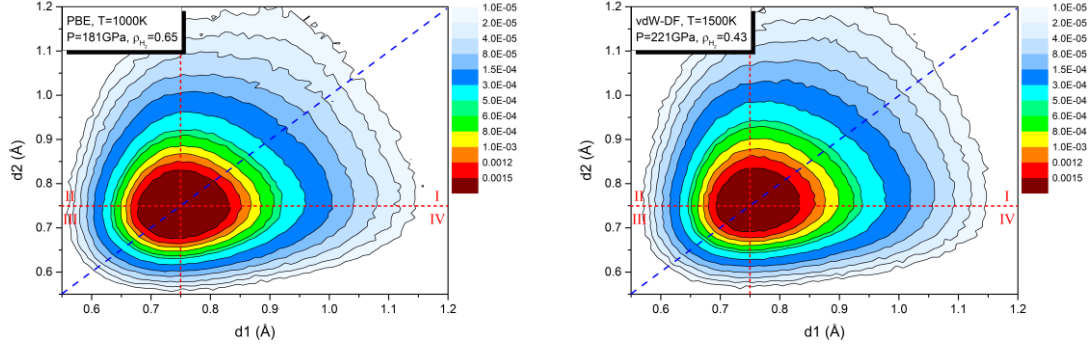 PBE, T=1000K
P=181GPa, ρH₂=0.65
1.0E-05
2.0E-05
4.0E-05
8.0E-05
1.5E-04
3.0E-04
4.0E-04
6.0E-04
8.0E-04
1.0E-03
0.0012
0.0015
1.2
1.1
1.0
0.9
0.8
0.7
0.6
d2 (Å)
II
I
III
IV
0.6
0.7
0.8
0.9
1.0
1.1
1.2
d1 (Å)
vdW-DF, T=1500K
P=221GPa, ρH₂=0.43
1.0E-05
2.0E-05
4.0E-05
8.0E-05
1.5E-04
3.0E-04
4.0E-04
6.0E-04
8.0E-04
1.0E-03
0.0012
0.0015
1.2
1.1
1.0
0.9
0.8
0.7
0.6
d2 (Å)
II
I
III
IV
0.6
0.7
0.8
0.9
1.0
1.1
1.2
d1 (Å)